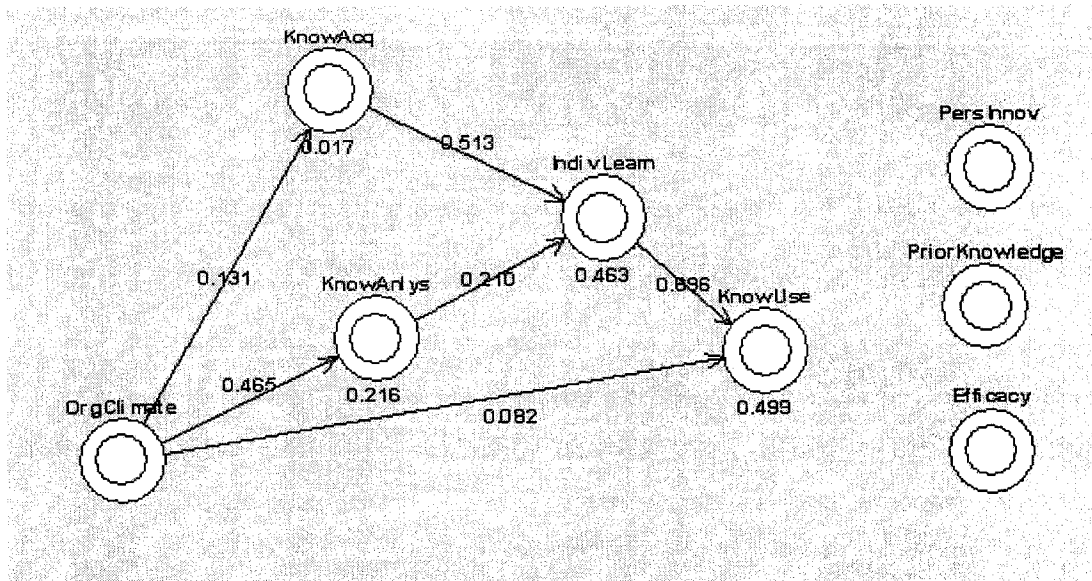 KnowAcq
0.017
0.513
IndivLearn
0.463
PersInnov
0.131
KnowAnlys
0.216
0.210
0.696
KnowUse
0.499
PriorKnowledge
0.465
OrgClimate
0.082
Efficacy